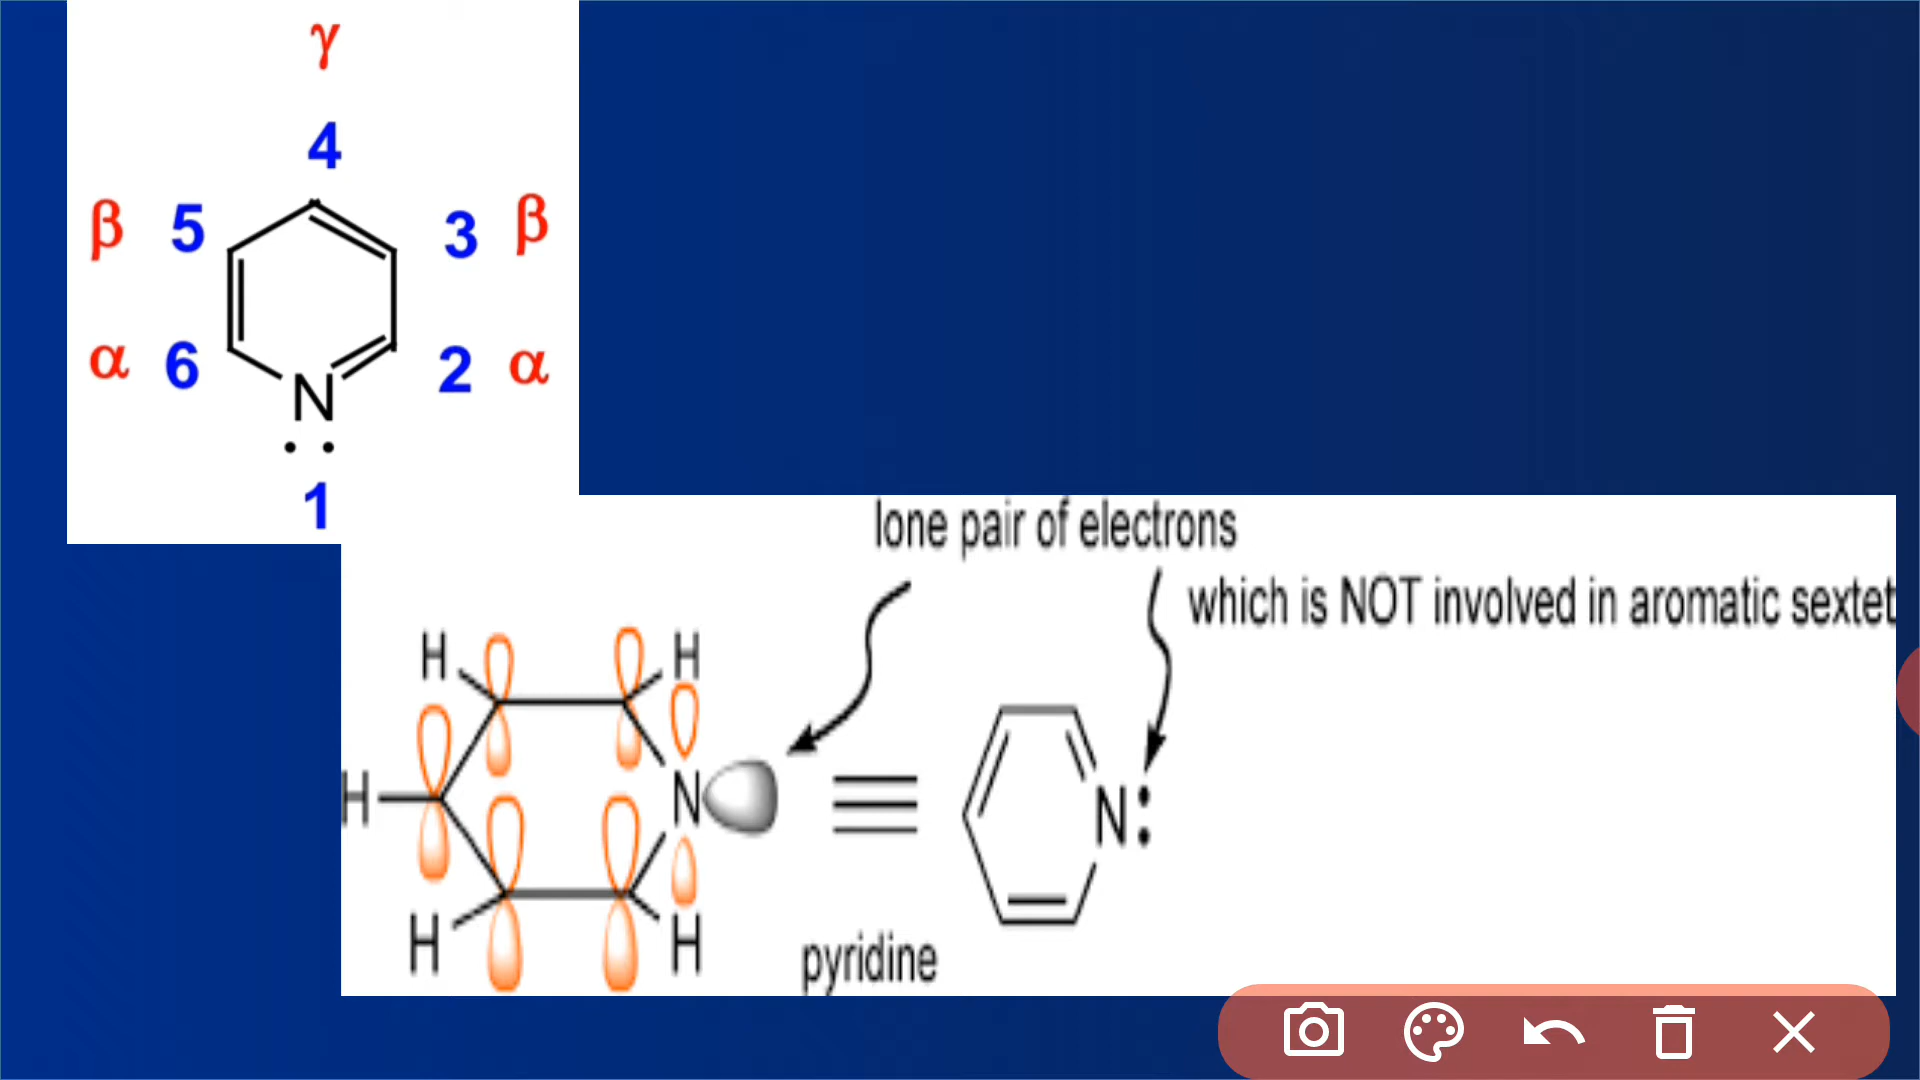 γ
4
β 5 3 β
α 6 2 α
N
1
lone pair of electrons
which is NOT involved in aromatic sextet
H H
H N N:
H H
pyridine